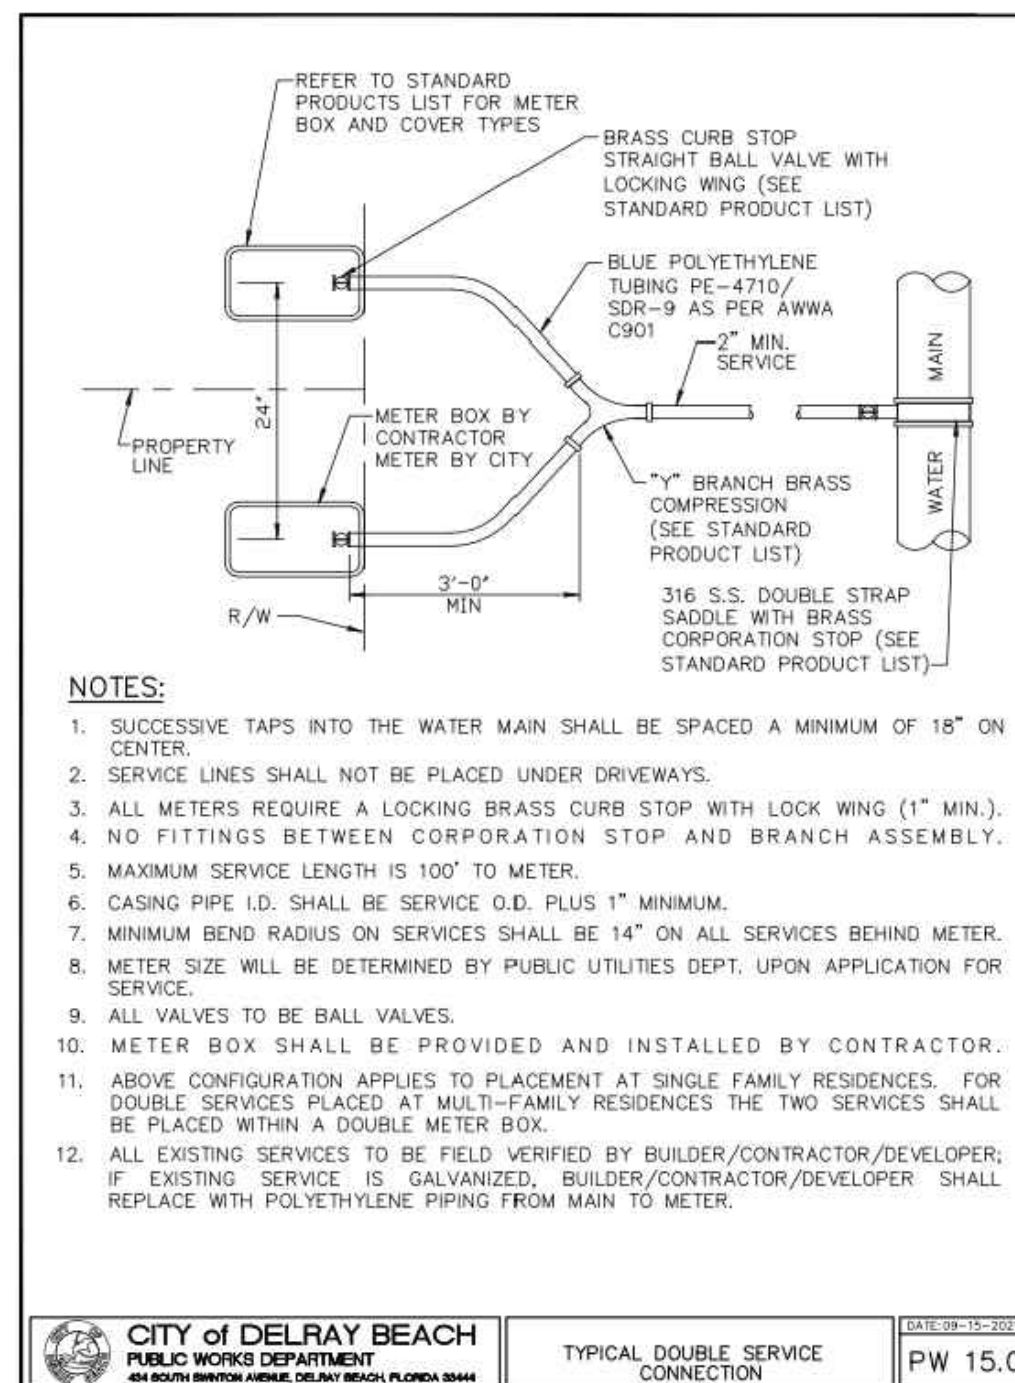 REFER TO STANDARD
PRODUCTS LIST FOR METER
BOX AND COVER TYPES
BRASS CURB STOP
STRAIGHT BALL VALVE WITH
LOCKING WING (SEE
STANDARD PRODUCT LIST)
BLUE POLYETHYLENE
TUBING PE-4710/
SDR-9 AS PER AWWA
C901
2" MIN.
SERVICE
MAIN
WATER
24"
PROPERTY
LINE
METER BOX BY
CONTRACTOR
METER BY CITY
"Y" BRANCH BRASS
COMPRESSION
(SEE STANDARD
PRODUCT LIST)
3'-0"
MIN
R/W
316 S.S. DOUBLE STRAP
SADDLE WITH BRASS
CORPORATION STOP (SEE
STANDARD PRODUCT LIST)
NOTES:
1. SUCCESSIVE TAPS INTO THE WATER MAIN SHALL BE SPACED A MINIMUM OF 18" ON
CENTER.
2. SERVICE LINES SHALL NOT BE PLACED UNDER DRIVEWAYS.
3. ALL METERS REQUIRE A LOCKING BRASS CURB STOP WITH LOCK WING (1" MIN.).
4. NO FITTINGS BETWEEN CORPORATION STOP AND BRANCH ASSEMBLY.
5. MAXIMUM SERVICE LENGTH IS 100' TO METER.
6. CASING PIPE I.D. SHALL BE SERVICE O.D. PLUS 1" MINIMUM.
7. MINIMUM BEND RADIUS ON SERVICES SHALL BE 14" ON ALL SERVICES BEHIND METER.
8. METER SIZE WILL BE DETERMINED BY PUBLIC UTILITIES DEPT. UPON APPLICATION FOR
SERVICE.
9. ALL VALVES TO BE BALL VALVES.
10. METER BOX SHALL BE PROVIDED AND INSTALLED BY CONTRACTOR.
11. ABOVE CONFIGURATION APPLIES TO PLACEMENT AT SINGLE FAMILY RESIDENCES. FOR
DOUBLE SERVICES PLACED AT MULTI-FAMILY RESIDENCES THE TWO SERVICES SHALL
BE PLACED WITHIN A DOUBLE METER BOX.
12. ALL EXISTING SERVICES TO BE FIELD VERIFIED BY BUILDER/CONTRACTOR/DEVELOPER;
IF EXISTING SERVICE IS GALVANIZED, BUILDER/CONTRACTOR/DEVELOPER SHALL
REPLACE WITH POLYETHYLENE PIPING FROM MAIN TO METER.
CITY of DELRAY BEACH
PUBLIC WORKS DEPARTMENT
434 SOUTH SWINTON AVENUE, DELRAY BEACH, FLORIDA 33444
TYPICAL DOUBLE SERVICE
CONNECTION
DATE: 09-15-202
PW 15.0